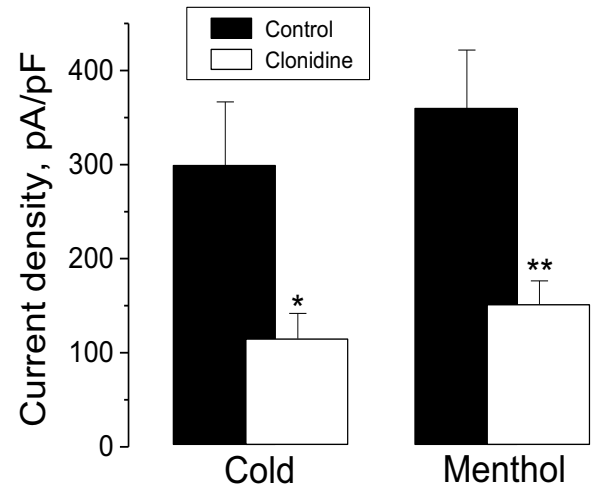 Control
Clonidine
Current density, pA/pF
400
300
200
100
0
*
**
Cold
Menthol